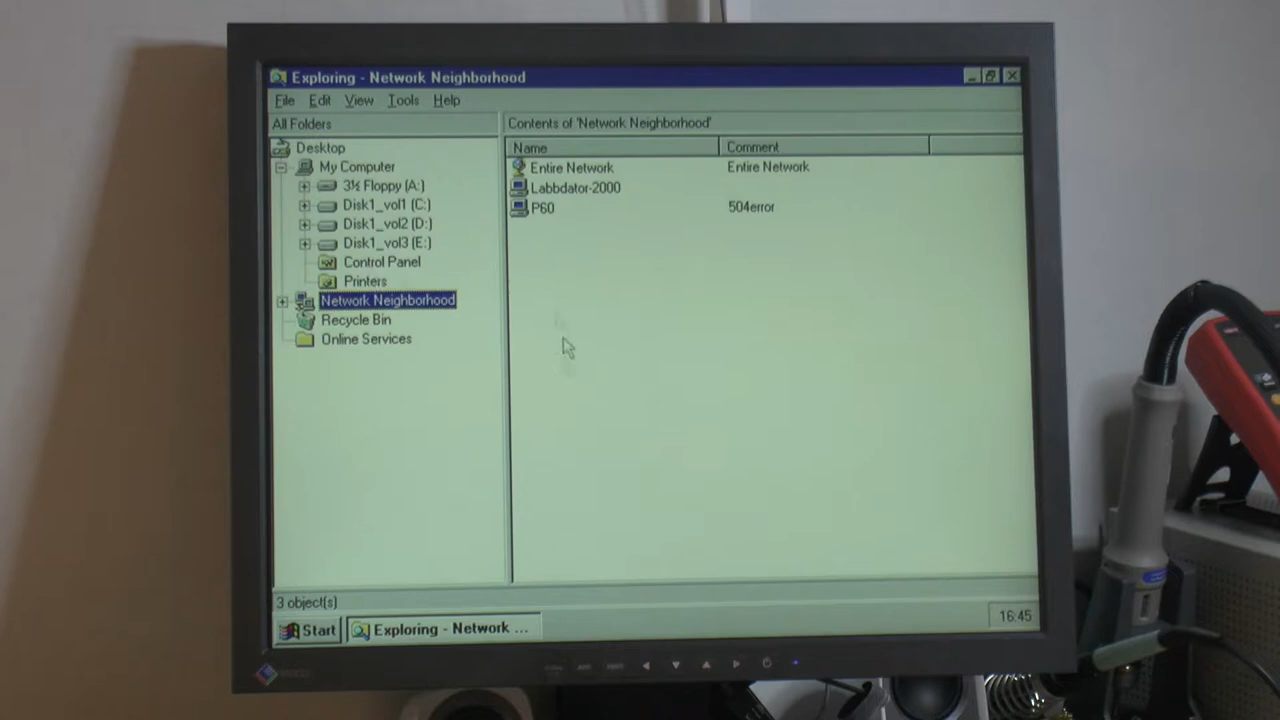 Exploring - Network Neighborhood
File Edit View Tools Help
All Folders
Contents of 'Network Neighborhood'
Desktop
My Computer
3½ Floppy (A:)
Disk1_vol1 (C:)
Disk1_vol2 (D:)
Disk1_vol3 (E:)
Control Panel
Printers
Network Neighborhood
Recycle Bin
Online Services
Name Comment
Entire Network Entire Network
Labbdator-2000
P60 504error
3 object(s)
Start
Exploring - Network ...
16:45